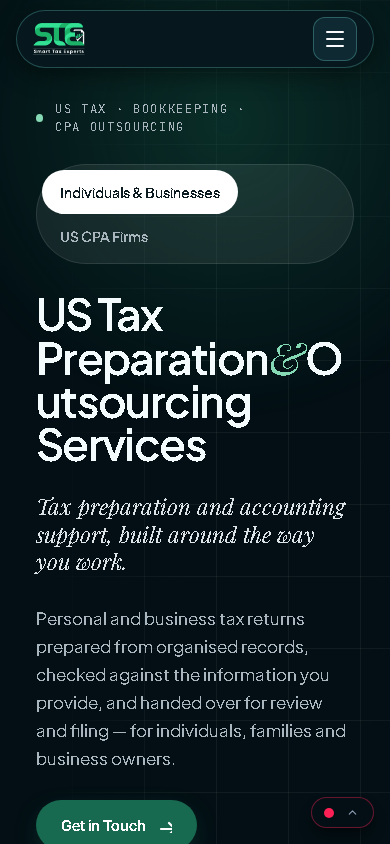 STE
Smart Tax Experts
US TAX · BOOKKEEPING ·
CPA OUTSOURCING
Individuals & Businesses
US CPA Firms
US Tax
Preparation&O
utsourcing
Services
Tax preparation and accounting
support, built around the way
you work.
Personal and business tax returns
prepared from organised records,
checked against the information you
provide, and handed over for review
and filing — for individuals, families and
business owners.
Get in Touch